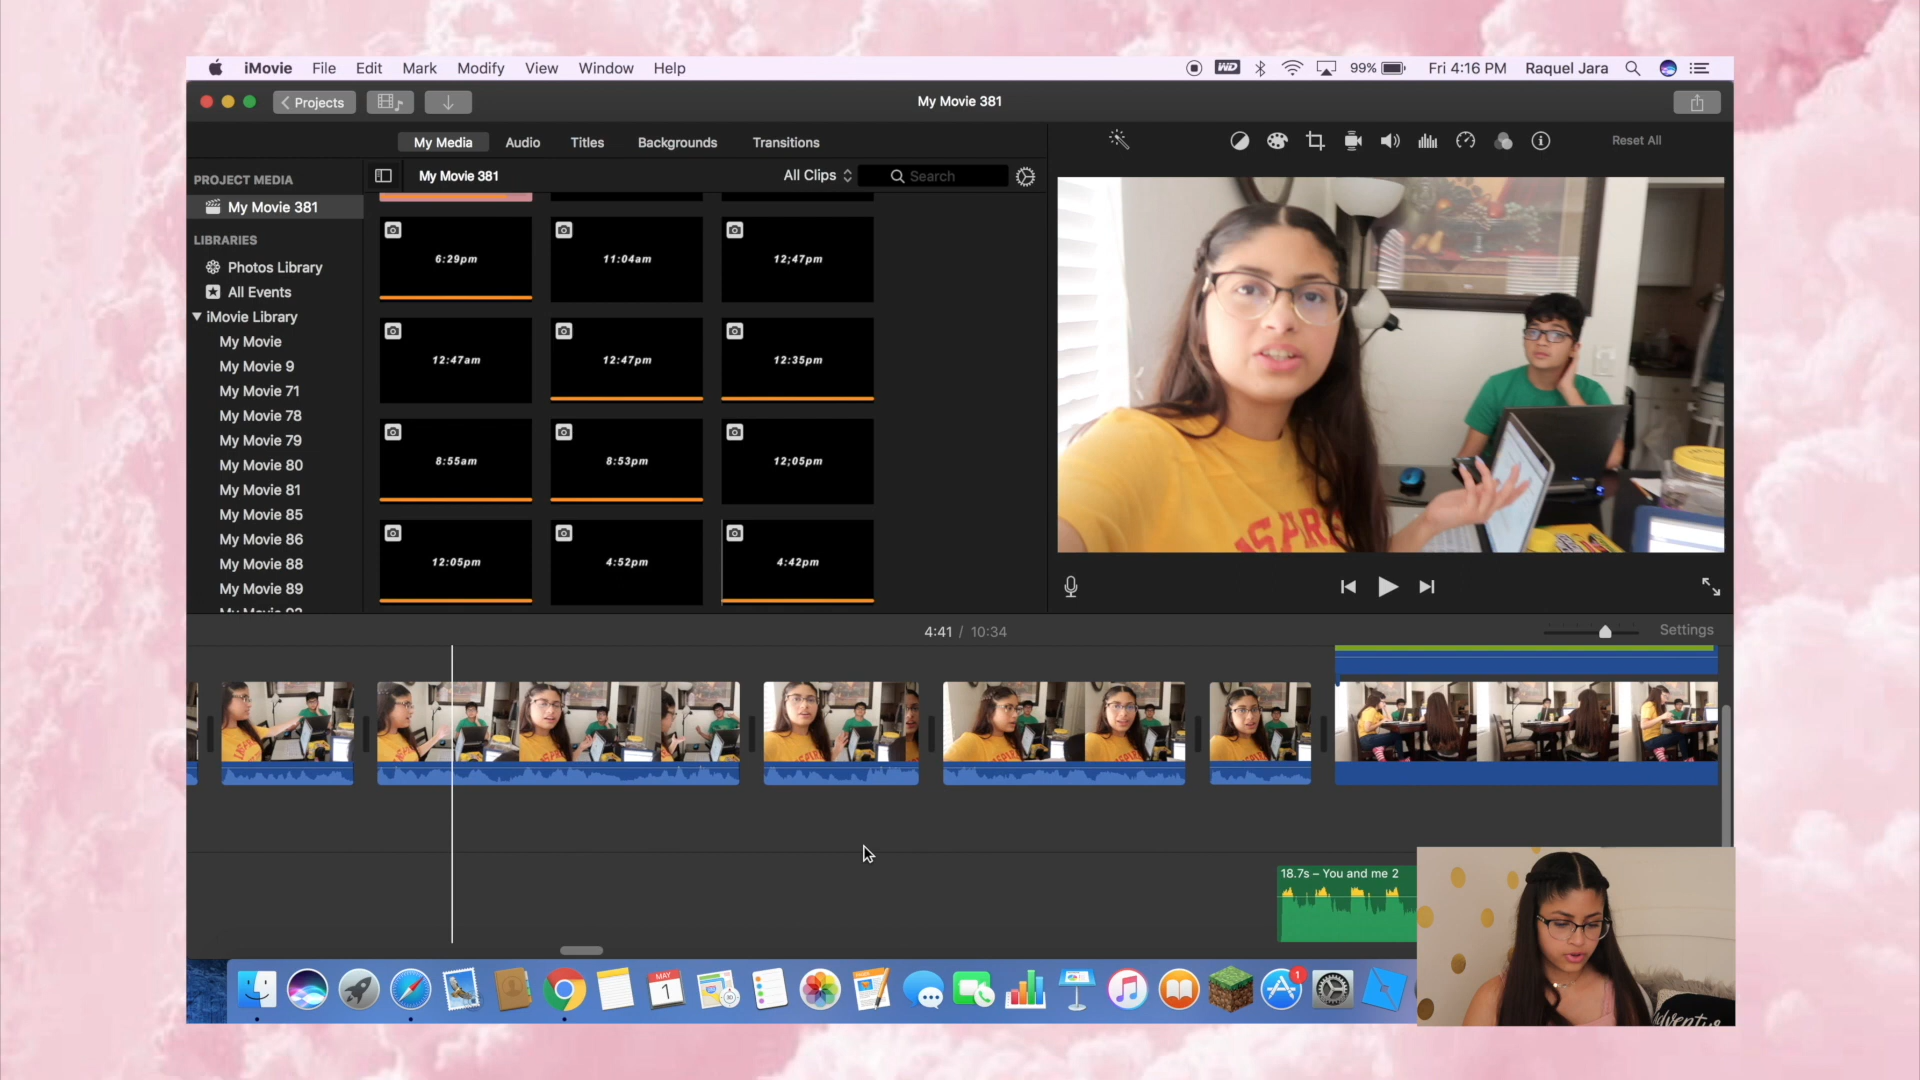 iMovie File Edit Mark Modify View Window Help
WD 99% Fri 4:16 PM Raquel Jara
Projects
My Movie 381
My Media Audio Titles Backgrounds Transitions
Reset All
PROJECT MEDIA
My Movie 381
All Clips
Search
My Movie 381
LIBRARIES
Photos Library
All Events
iMovie Library
My Movie
My Movie 9
My Movie 71
My Movie 78
My Movie 79
My Movie 80
My Movie 81
My Movie 85
My Movie 86
My Movie 88
My Movie 89
6:29pm
11:04am
12;47pm
12:47am
12:47pm
12:35pm
8:55am
8:53pm
12;05pm
12:05pm
4:52pm
4:42pm
4:41 / 10:34
Settings
18.7s – You and me 2
MAY
1
1